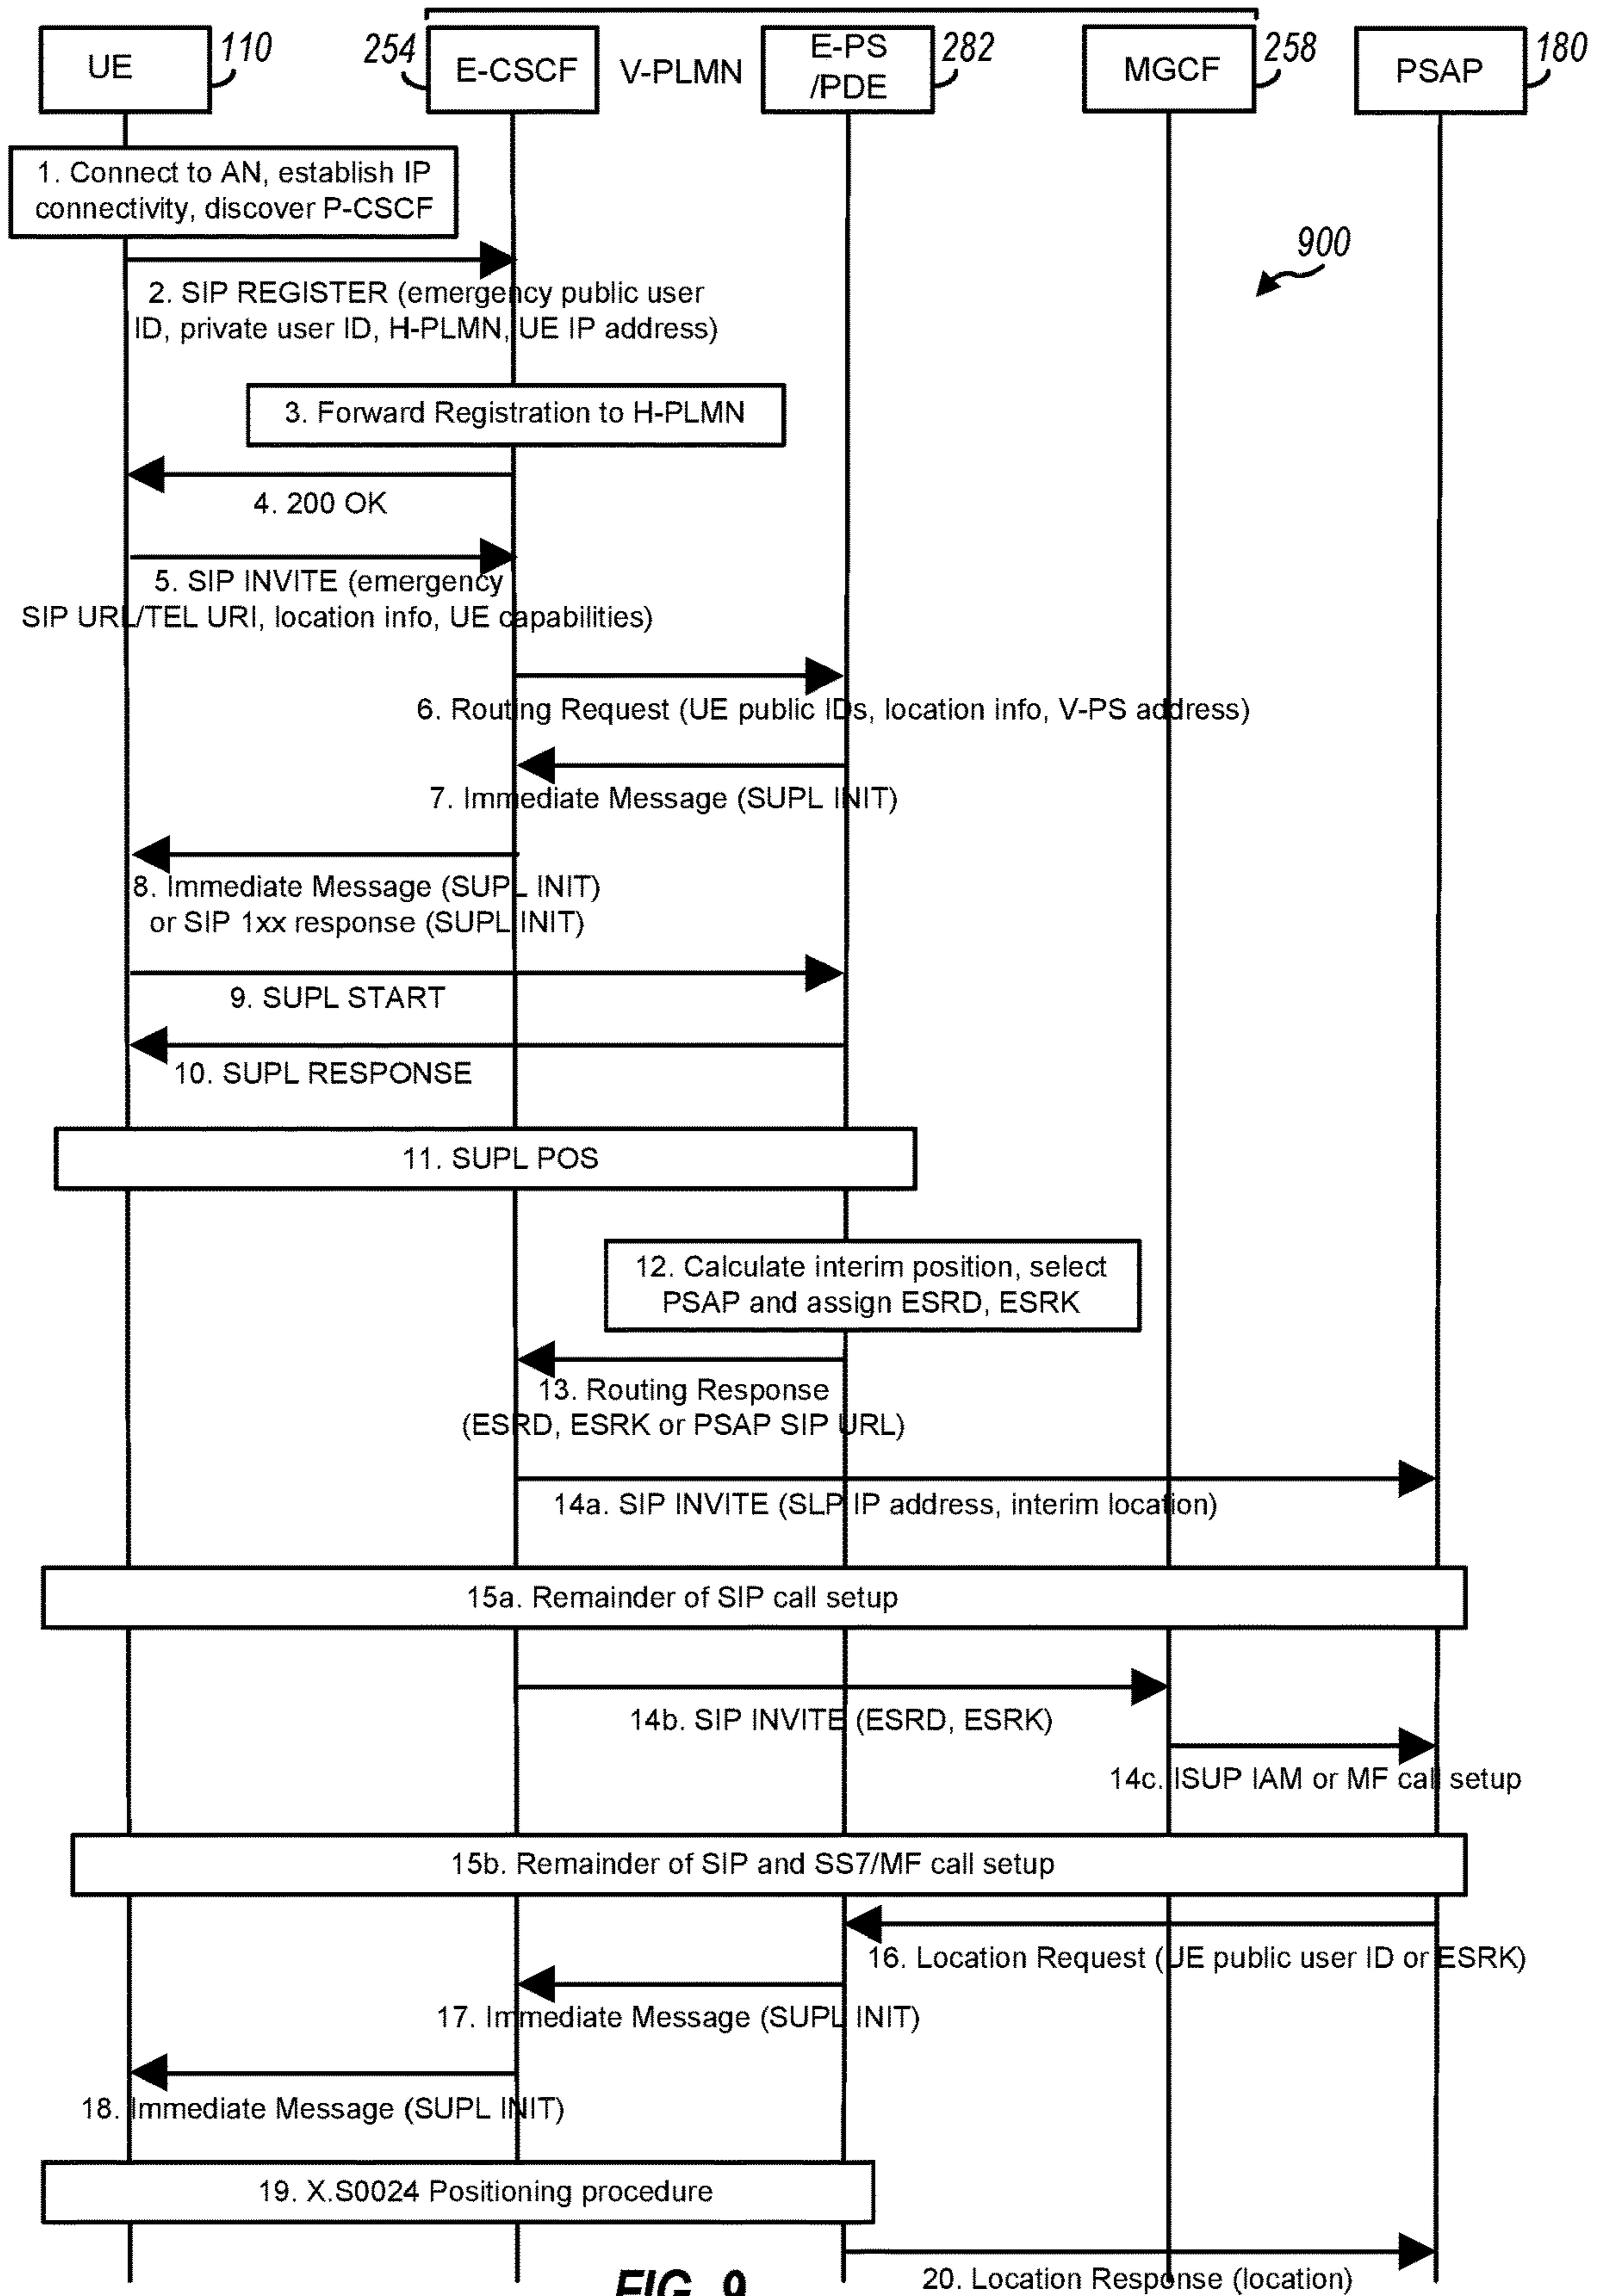 UE
110
254
E-CSCF
V-PLMN
E-PS
/PDE
282
MGCF
258
PSAP
180
1. Connect to AN, establish IP
connectivity, discover P-CSCF
900
2. SIP REGISTER (emergency public user
ID, private user ID, H-PLMN, UE IP address)
3. Forward Registration to H-PLMN
4. 200 OK
5. SIP INVITE (emergency
SIP URL/TEL URI, location info, UE capabilities)
6. Routing Request (UE public IDs, location info, V-PS address)
7. Immediate Message (SUPL INIT)
8. Immediate Message (SUPL INIT)
or SIP 1xx response (SUPL INIT)
9. SUPL START
10. SUPL RESPONSE
11. SUPL POS
12. Calculate interim position, select
PSAP and assign ESRD, ESRK
13. Routing Response
(ESRD, ESRK or PSAP SIP URL)
14a. SIP INVITE (SLP IP address, interim location)
15a. Remainder of SIP call setup
14b. SIP INVITE (ESRD, ESRK)
14c. ISUP IAM or MF call setup
15b. Remainder of SIP and SS7/MF call setup
16. Location Request (UE public user ID or ESRK)
17. Immediate Message (SUPL INIT)
18. Immediate Message (SUPL INIT)
19. X.S0024 Positioning procedure
20. Location Response (location)
FIG. 9